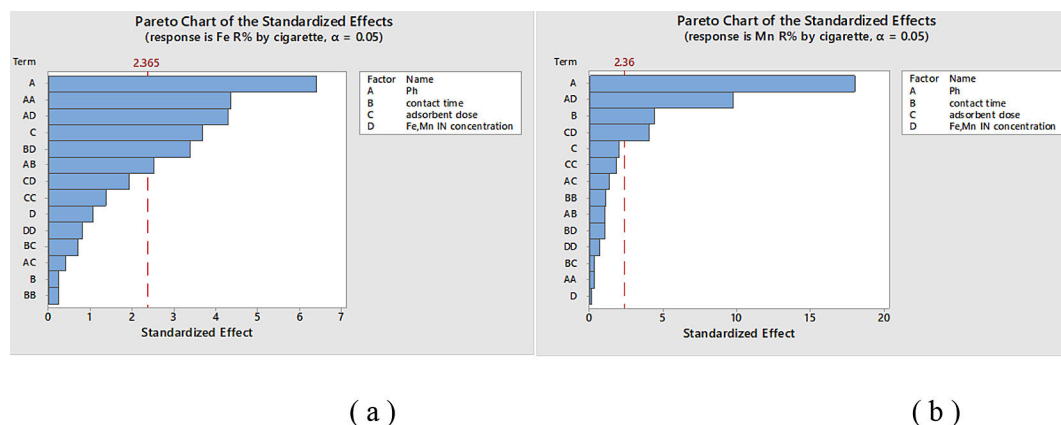 Pareto Chart of the Standardized Effects
(response is Fe R% by cigarette, α = 0.05)
Term
2.365
A
AA
AD
C
BD
AB
CD
CC
D
DD
BC
AC
B
BB
0 1 2 3 4 5 6 7
Standardized Effect
Factor Name
A Ph
B contact time
C adsorbent dose
D Fe,Mn IN concentration
( a )
Pareto Chart of the Standardized Effects
(response is Mn R% by cigarette, α = 0.05)
Term
2.36
A
AD
B
CD
C
CC
AC
BB
AB
BD
DD
BC
AA
D
0 5 10 15 20
Standardized Effect
Factor Name
A Ph
B contact time
C adsorbent dose
D Fe,Mn IN concentration
( b )